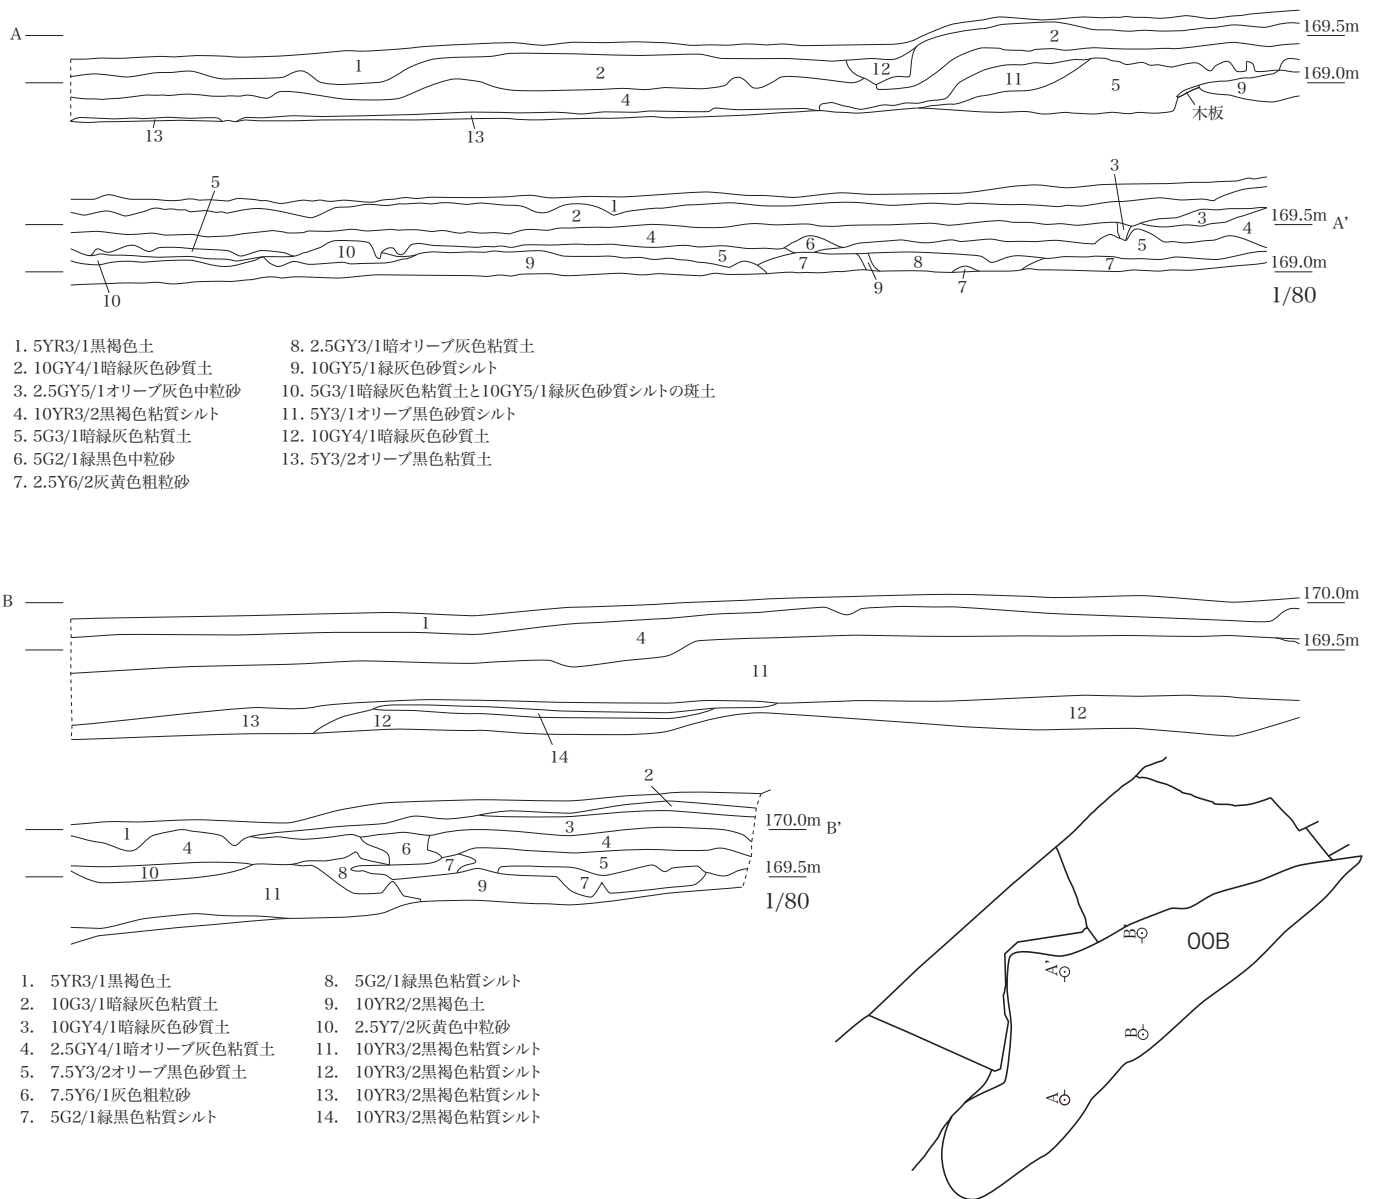 A
169.5m
1
2
12
2
11
5
169.0m
9
4
木板
13
13
5
3
1
2
3
169.5m A’
4
4
6
5
10
9
5
7
8
7
169.0m
10
9
7
1/80
1. 5YR3/1黒褐色土
2. 10GY4/1暗緑灰色砂質土
3. 2.5GY5/1オリーブ灰色中粒砂
4. 10YR3/2黒褐色粘質シルト
5. 5G3/1暗緑灰色粘質土
6. 5G2/1緑黒色中粒砂
7. 2.5Y6/2灰黄色粗粒砂
8. 2.5GY3/1暗オリーブ灰色粘質土
9. 10GY5/1緑灰色砂質シルト
10. 5G3/1暗緑灰色粘質土と10GY5/1緑灰色砂質シルトの斑土
11. 5Y3/1オリーブ黒色砂質シルト
12. 10GY4/1暗緑灰色砂質土
13. 5Y3/2オリーブ黒色粘質土
B
170.0m
1
4
169.5m
11
13
12
12
14
2
170.0m B’
1
3
4
6
4
10
8
7
5
169.5m
11
9
7
1/80
1. 5YR3/1黒褐色土
2. 10G3/1暗緑灰色粘質土
3. 10GY4/1暗緑灰色砂質土
4. 2.5GY4/1暗オリーブ灰色粘質土
5. 7.5Y3/2オリーブ黒色砂質土
6. 7.5Y6/1灰色粗粒砂
7. 5G2/1緑黒色粘質シルト
8. 5G2/1緑黒色粘質シルト
9. 10YR2/2黒褐色土
10. 2.5Y7/2灰黄色中粒砂
11. 10YR3/2黒褐色粘質シルト
12. 10YR3/2黒褐色粘質シルト
13. 10YR3/2黒褐色粘質シルト
14. 10YR3/2黒褐色粘質シルト
B’
00B
A’
B
A